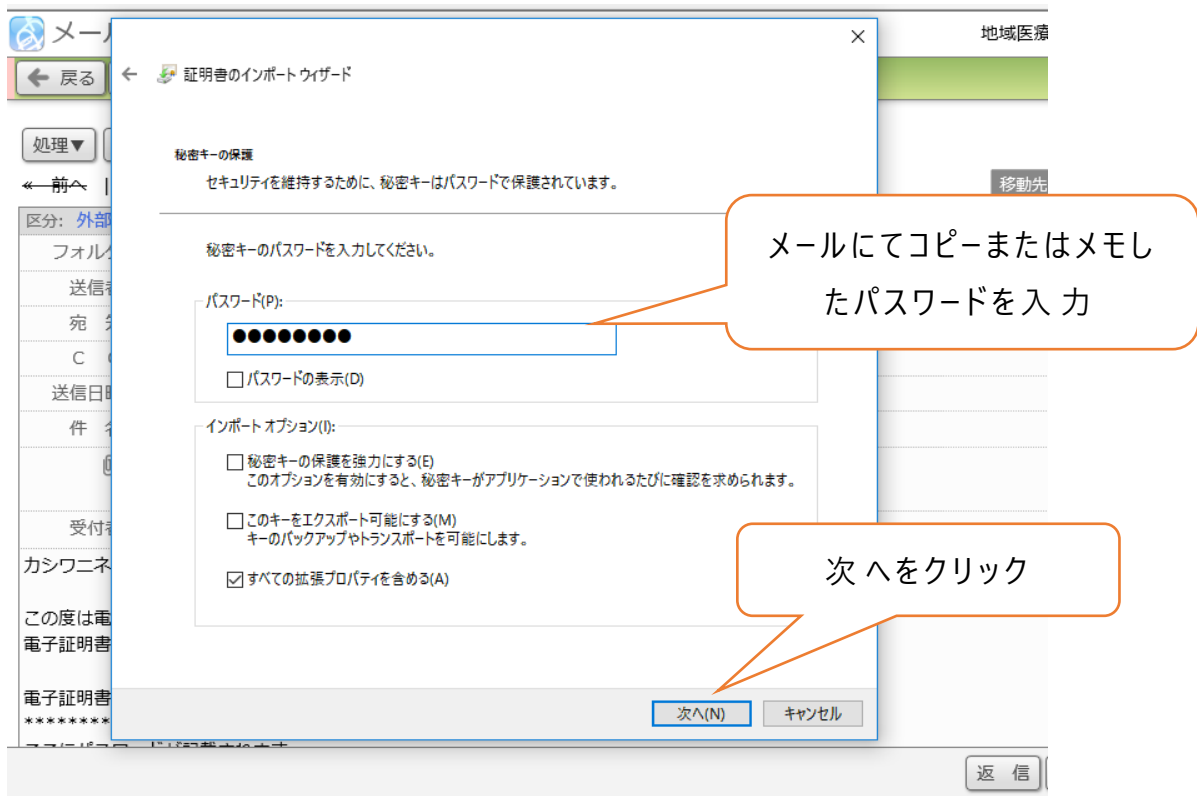 メール
地域医療
戻る
証明書のインポート ウィザード
処理▼
秘密キーの保護
セキュリティを維持するために、秘密キーはパスワードで保護されています。
« 前へ |
移動先
区分: 外部
メールにてコピーまたはメモし
たパスワードを入 力
秘密キーのパスワードを入力してください。
フォル
送信
パスワード(P):
●●●●●●●●
宛
C
パスワードの表示(D)
送信日
インポート オプション(I):
件
秘密キーの保護を強力にする(E)
このオプションを有効にすると、秘密キーがアプリケーションで使われるたびに確認を求められます。
このキーをエクスポート可能にする(M)
キーのバックアップやトランスポートを可能にします。
受付
カシワニネ
次 へをクリック
すべての拡張プロパティを含める(A)
この度は電
電子証明書
電子証明書
********
次へ(N)
キャンセル
返 信